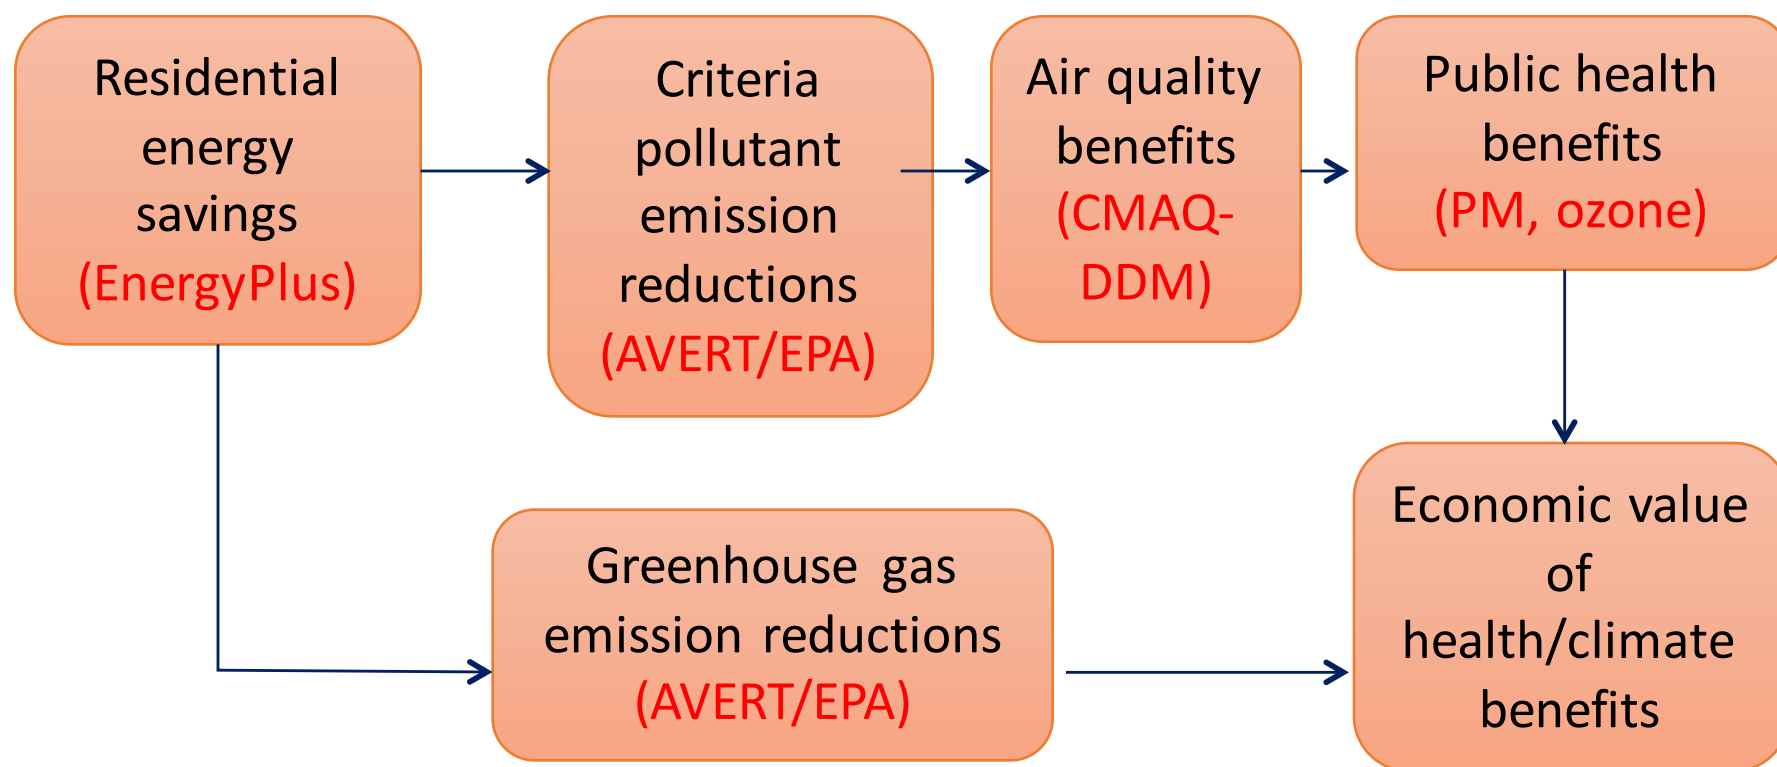 Residential
energy
savings
(EnergyPlus)
Criteria
pollutant
emission
reductions
(AVERT/EPA)
Air quality
benefits
(CMAQ-
DDM)
Public health
benefits
(PM, ozone)
Greenhouse gas
emission reductions
(AVERT/EPA)
Economic value
of
health/climate
benefits